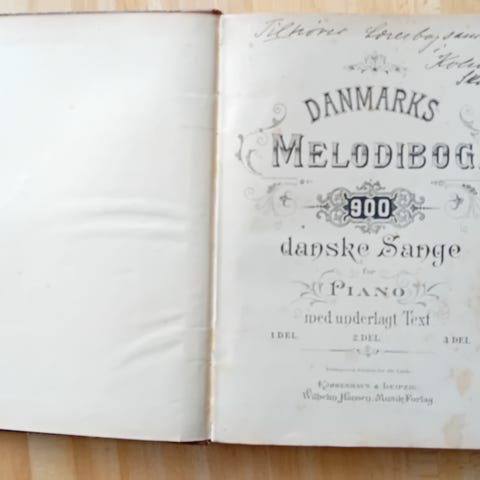 Tilhører
DANMARKS
MELODIBOG.
900
danske Sange
for
PIANO
med underlagt Text
1 DEL. 2 DEL. 3 DEL
KJØBENHAVN & LEIPZIG.
Wilhelm Hansen, Musik-Forlag